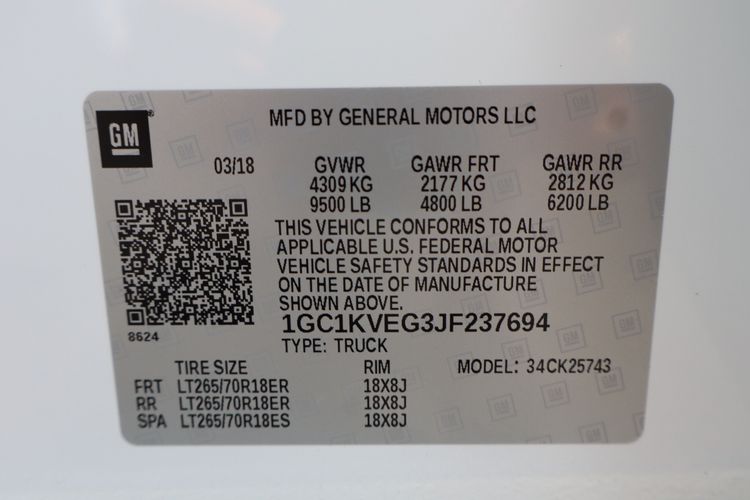 GM
MFD BY GENERAL MOTORS LLC
03/18 GVWR GAWR FRT GAWR RR
4309 KG 2177 KG 2812 KG
9500 LB 4800 LB 6200 LB
THIS VEHICLE CONFORMS TO ALL
APPLICABLE U.S. FEDERAL MOTOR
VEHICLE SAFETY STANDARDS IN EFFECT
ON THE DATE OF MANUFACTURE
SHOWN ABOVE.
8624
1GC1KVEG3JF237694
TYPE: TRUCK
TIRE SIZE RIM MODEL: 34CK25743
FRT LT265/70R18ER 18X8J
RR LT265/70R18ER 18X8J
SPA LT265/70R18ES 18X8J